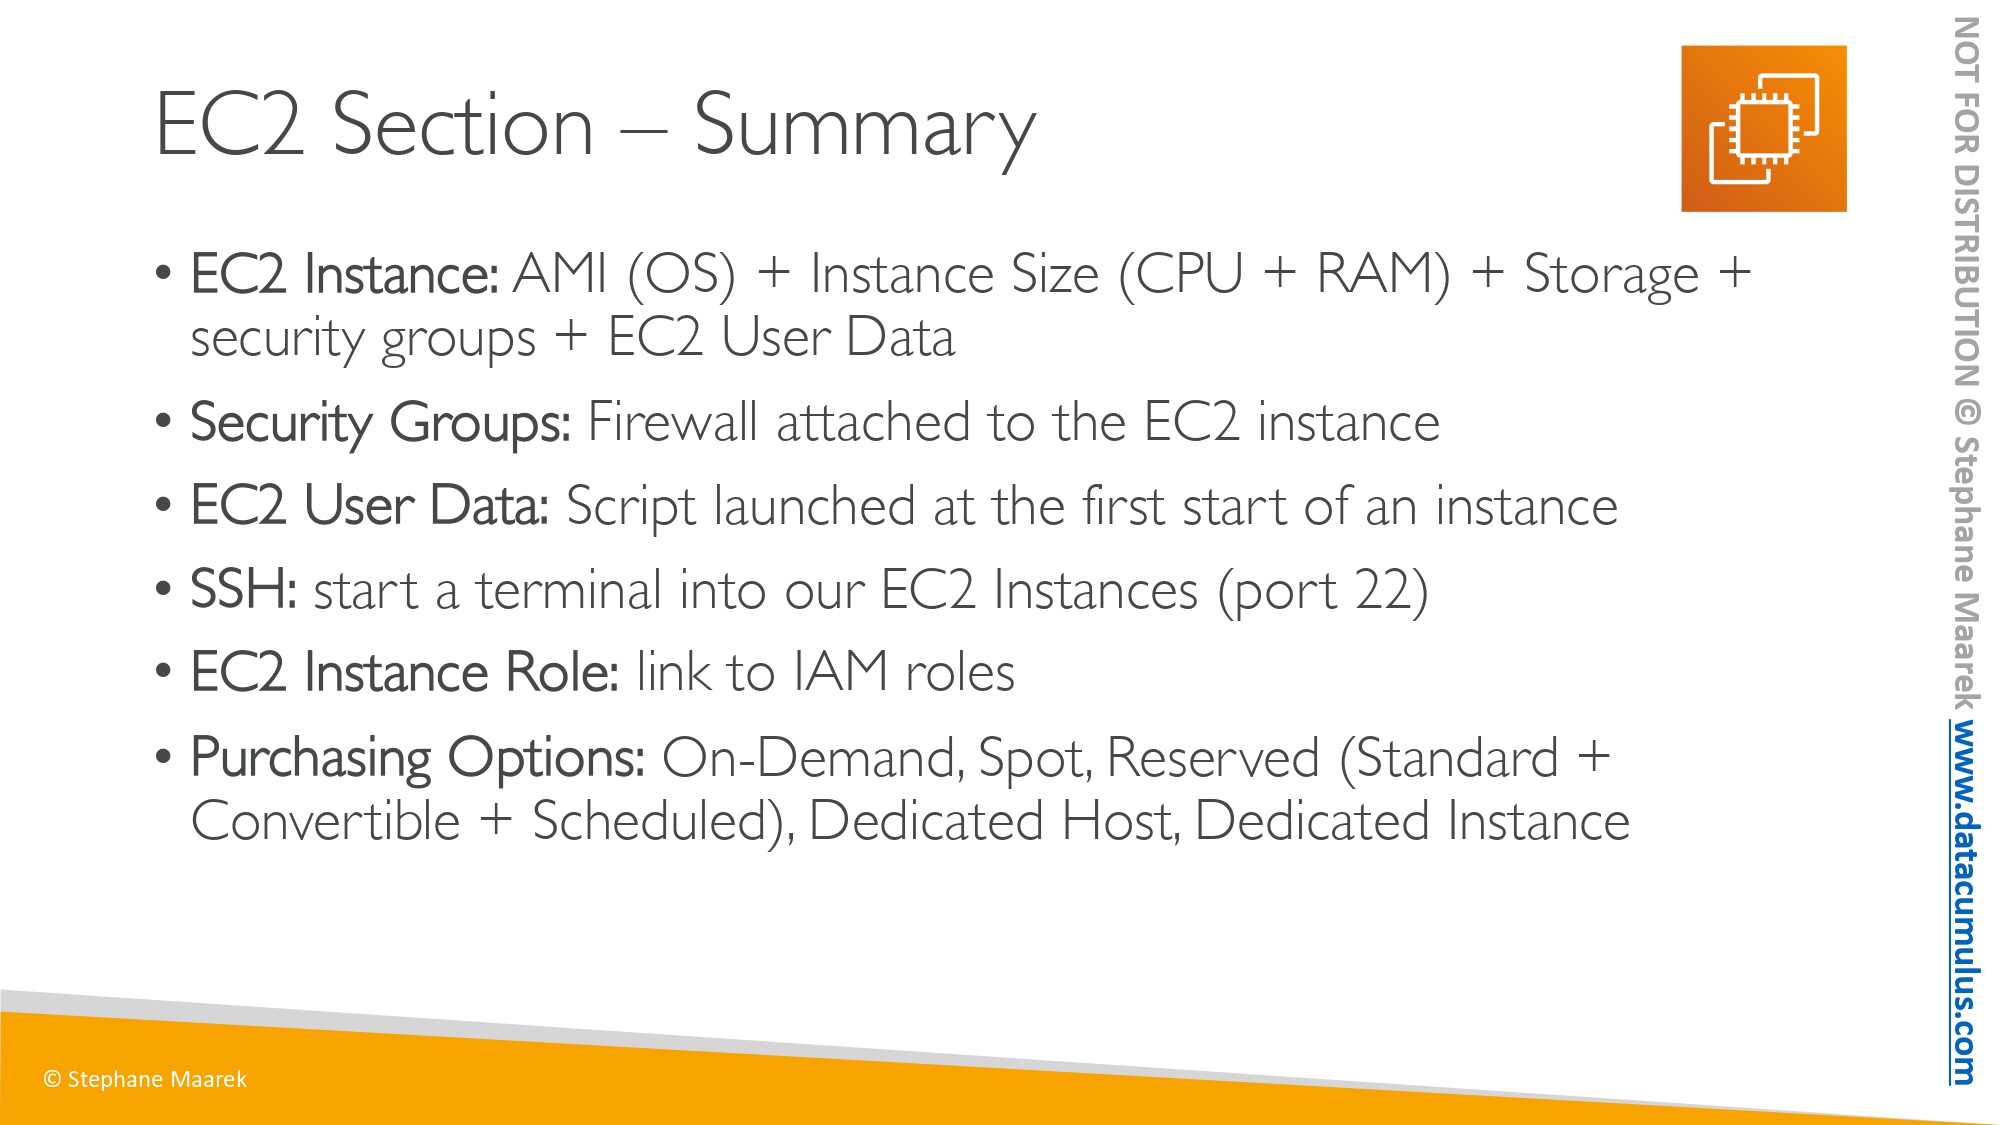 EC2 Section – Summary
• EC2 Instance: AMI (OS) + Instance Size (CPU + RAM) + Storage +
security groups + EC2 User Data
• Security Groups: Firewall attached to the EC2 instance
• EC2 User Data: Script launched at the first start of an instance
• SSH: start a terminal into our EC2 Instances (port 22)
• EC2 Instance Role: link to IAM roles
• Purchasing Options: On-Demand, Spot, Reserved (Standard +
Convertible + Scheduled), Dedicated Host, Dedicated Instance
© Stephane Maarek
NOT FOR DISTRIBUTION © Stephane Maarek www.datacumulus.com